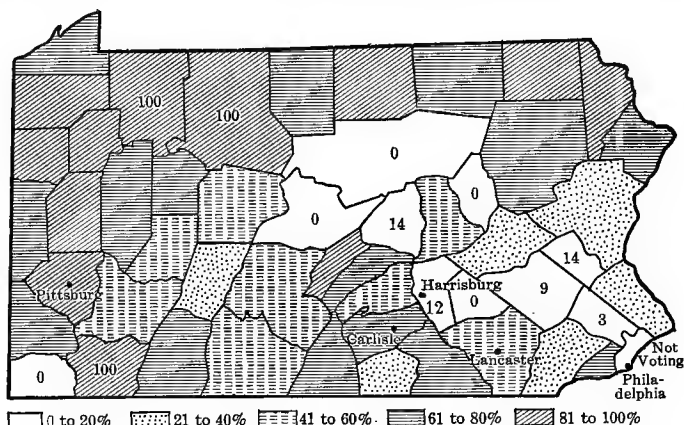 100
100
0
0
0
14
14
Pittsburg
Harrisburg
12
0
9
3
Carlisle
Lancaster
0
100
Not
Voting
Phila-
delphia
0 to 20% 21 to 40% 41 to 60% 61 to 80% 81 to 100%